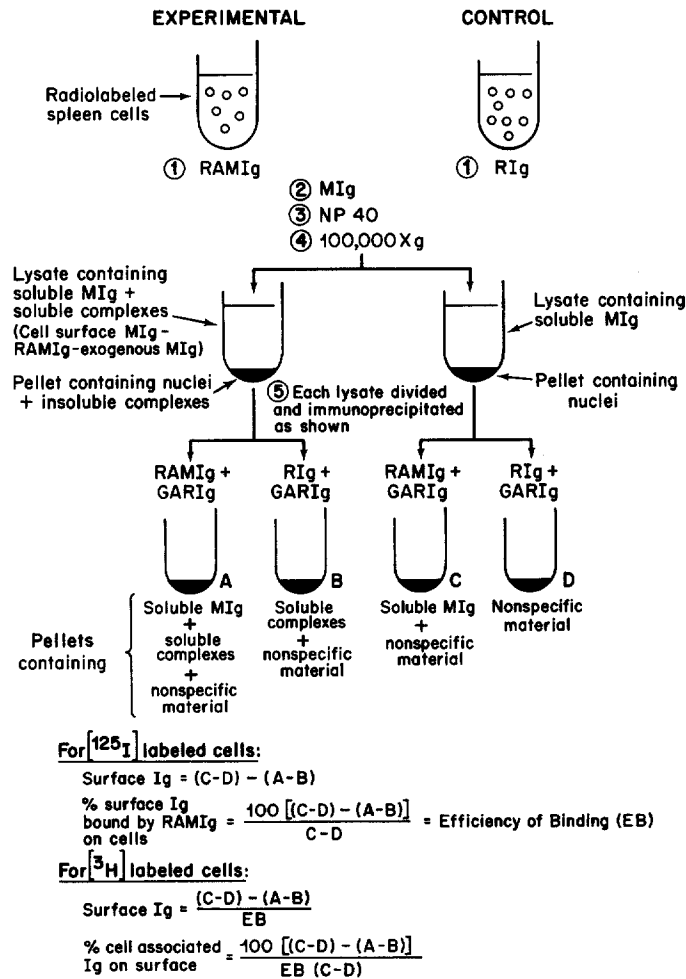 EXPERIMENTAL
CONTROL
Radiolabeled
spleen cells
① RAMIg
① RIg
② MIg
③ NP 40
④ 100,000Xg
Lysate containing
soluble MIg +
soluble complexes
(Cell surface MIg-
RAMIg-exogenous MIg)
Lysate containing
soluble MIg
Pellet containing nuclei
+ insoluble complexes
⑤ Each lysate divided
and immunoprecipitated
as shown
Pellet containing
nuclei
RAMIg +
GARIg
RIg +
GARIg
RAMIg +
GARIg
RIg +
GARIg
A
B
C
D
Pellets
containing
Soluble MIg
+
soluble
complexes
+
nonspecific
material
Soluble
complexes
+
nonspecific
material
Soluble MIg
+
nonspecific
material
Nonspecific
material
For [125I] labeled cells:
Surface Ig = (C-D) - (A-B)
% surface Ig
bound by RAMIg = 100 [(C-D) - (A-B)] / C-D = Efficiency of Binding (EB)
on cells
For [3H] labeled cells:
Surface Ig = (C-D) - (A-B) / EB
% cell associated
Ig on surface = 100 [(C-D) - (A-B)] / EB (C-D)